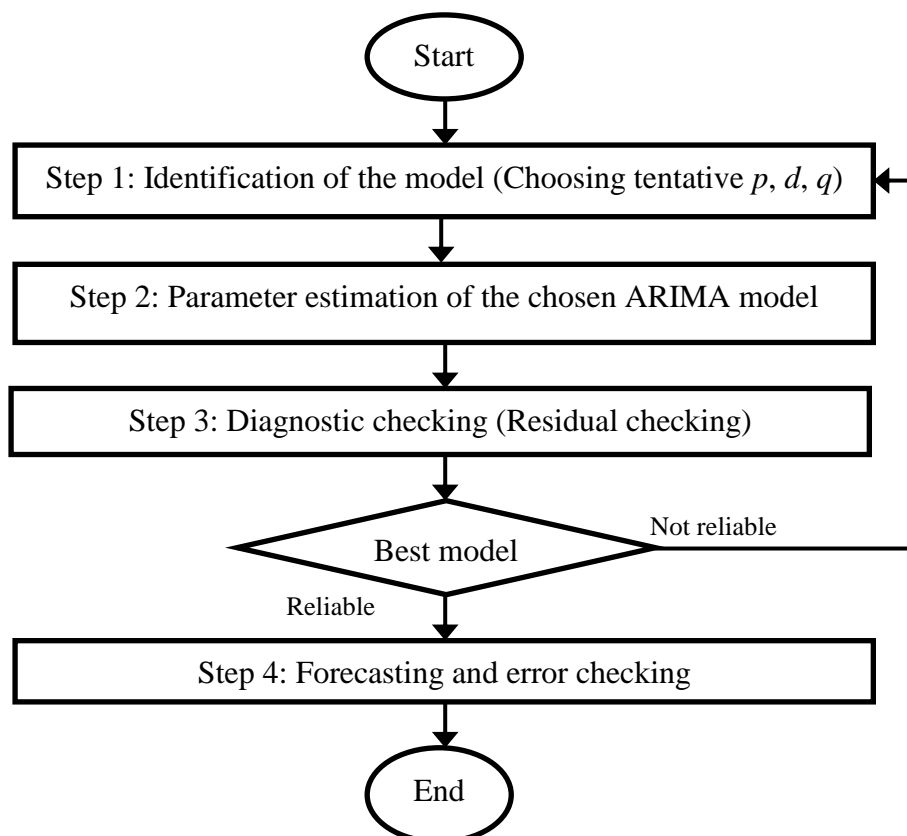 Start
Step 1: Identification of the model (Choosing tentative p, d, q)
Step 2: Parameter estimation of the chosen ARIMA model
Step 3: Diagnostic checking (Residual checking)
Not reliable
Best model
Reliable
Step 4: Forecasting and error checking
End